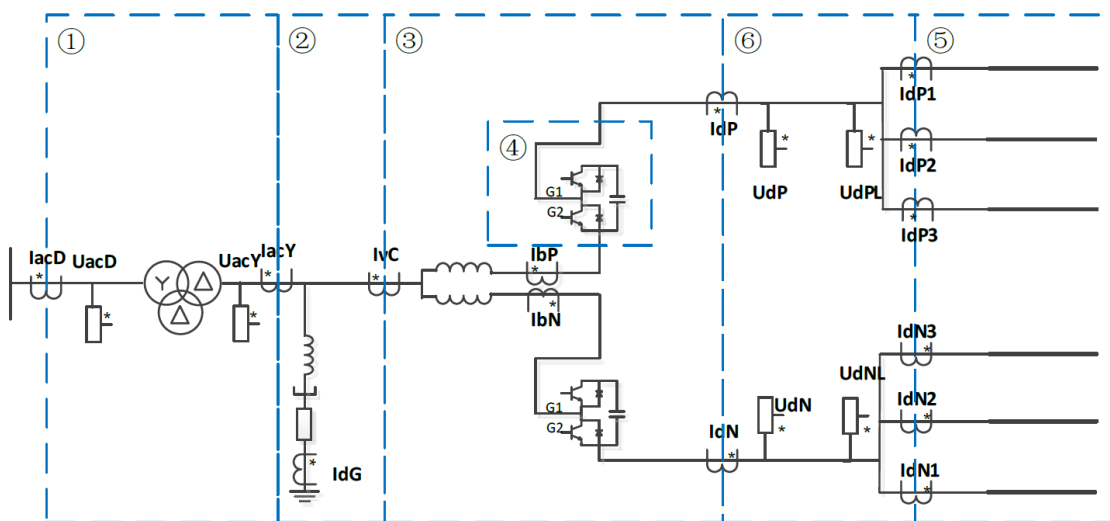 ①
②
③
⑥
⑤
IdP1
IdP
④
IdP2
UdP
UdPL
G1
G2
IdP3
IacD
UacD
UacY
IacY
IvC
IbP
Y
Δ
Δ
IbN
IdN3
UdNL
G1
G2
UdN
IdN2
IdN
IdG
IdN1